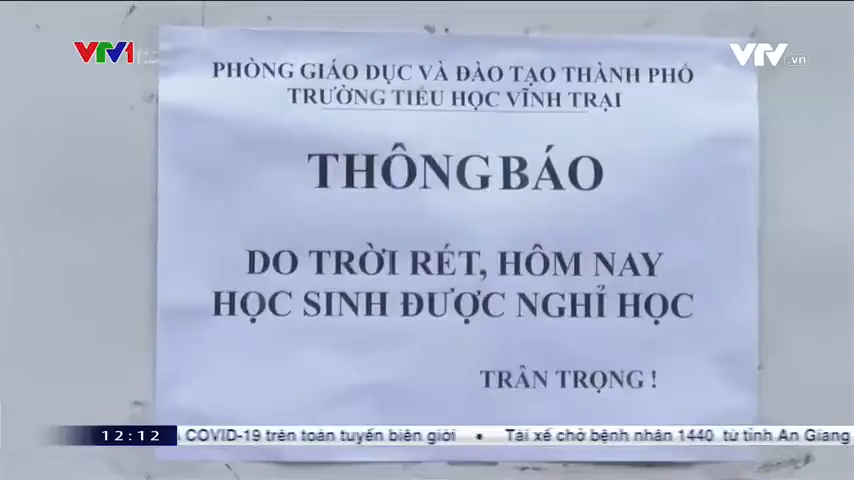 VTV1
VTV.vn
PHÒNG GIÁO DỤC VÀ ĐÀO TẠO THÀNH PHỐ
TRƯỜNG TIỂU HỌC VĨNH TRẠI
THÔNG BÁO
DO TRỜI RÉT, HÔM NAY
HỌC SINH ĐƯỢC NGHỈ HỌC
TRÂN TRỌNG !
12:12 COVID-19 trên toàn tuyến biên giới • Tài xế chở bệnh nhân 1440 từ tỉnh An Giang